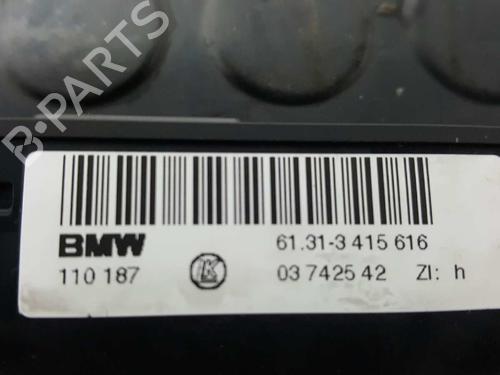 B-PARTS
BMW 61.31-3 415 616
110 187 K 03 7425 42 ZI: h